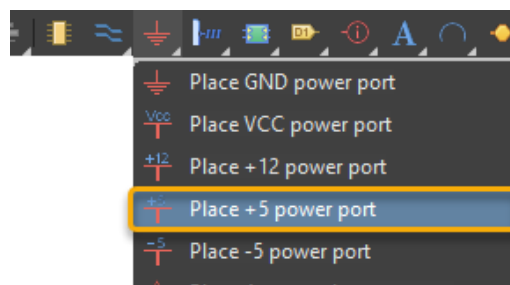 D1
A
Place GND power port
Vcc Place VCC power port
+12 Place +12 power port
+5 Place +5 power port
-5 Place -5 power port